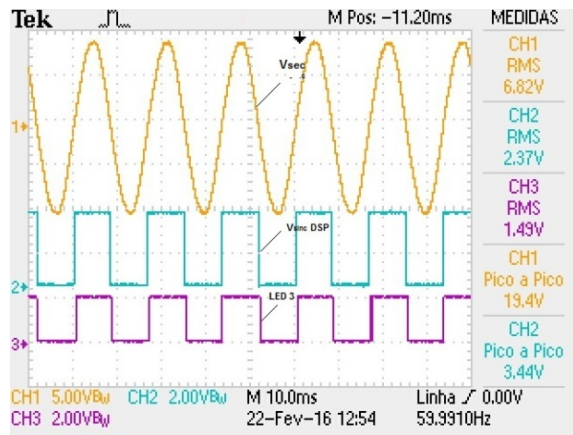 Tek M Pos: -11.20ms MEDIDAS
CH1
RMS
6.82V
CH2
RMS
2.37V
CH3
RMS
1.49V
CH1
Pico a Pico
19.4V
CH2
Pico a Pico
3.44V
Vsec
1
Vsinc DSP
2
LED 3
3
CH1 5.00VBw CH2 2.00VBw M 10.0ms Linha 0.00V
CH3 2.00VBw 22-Fev-16 12:54 59.9910Hz